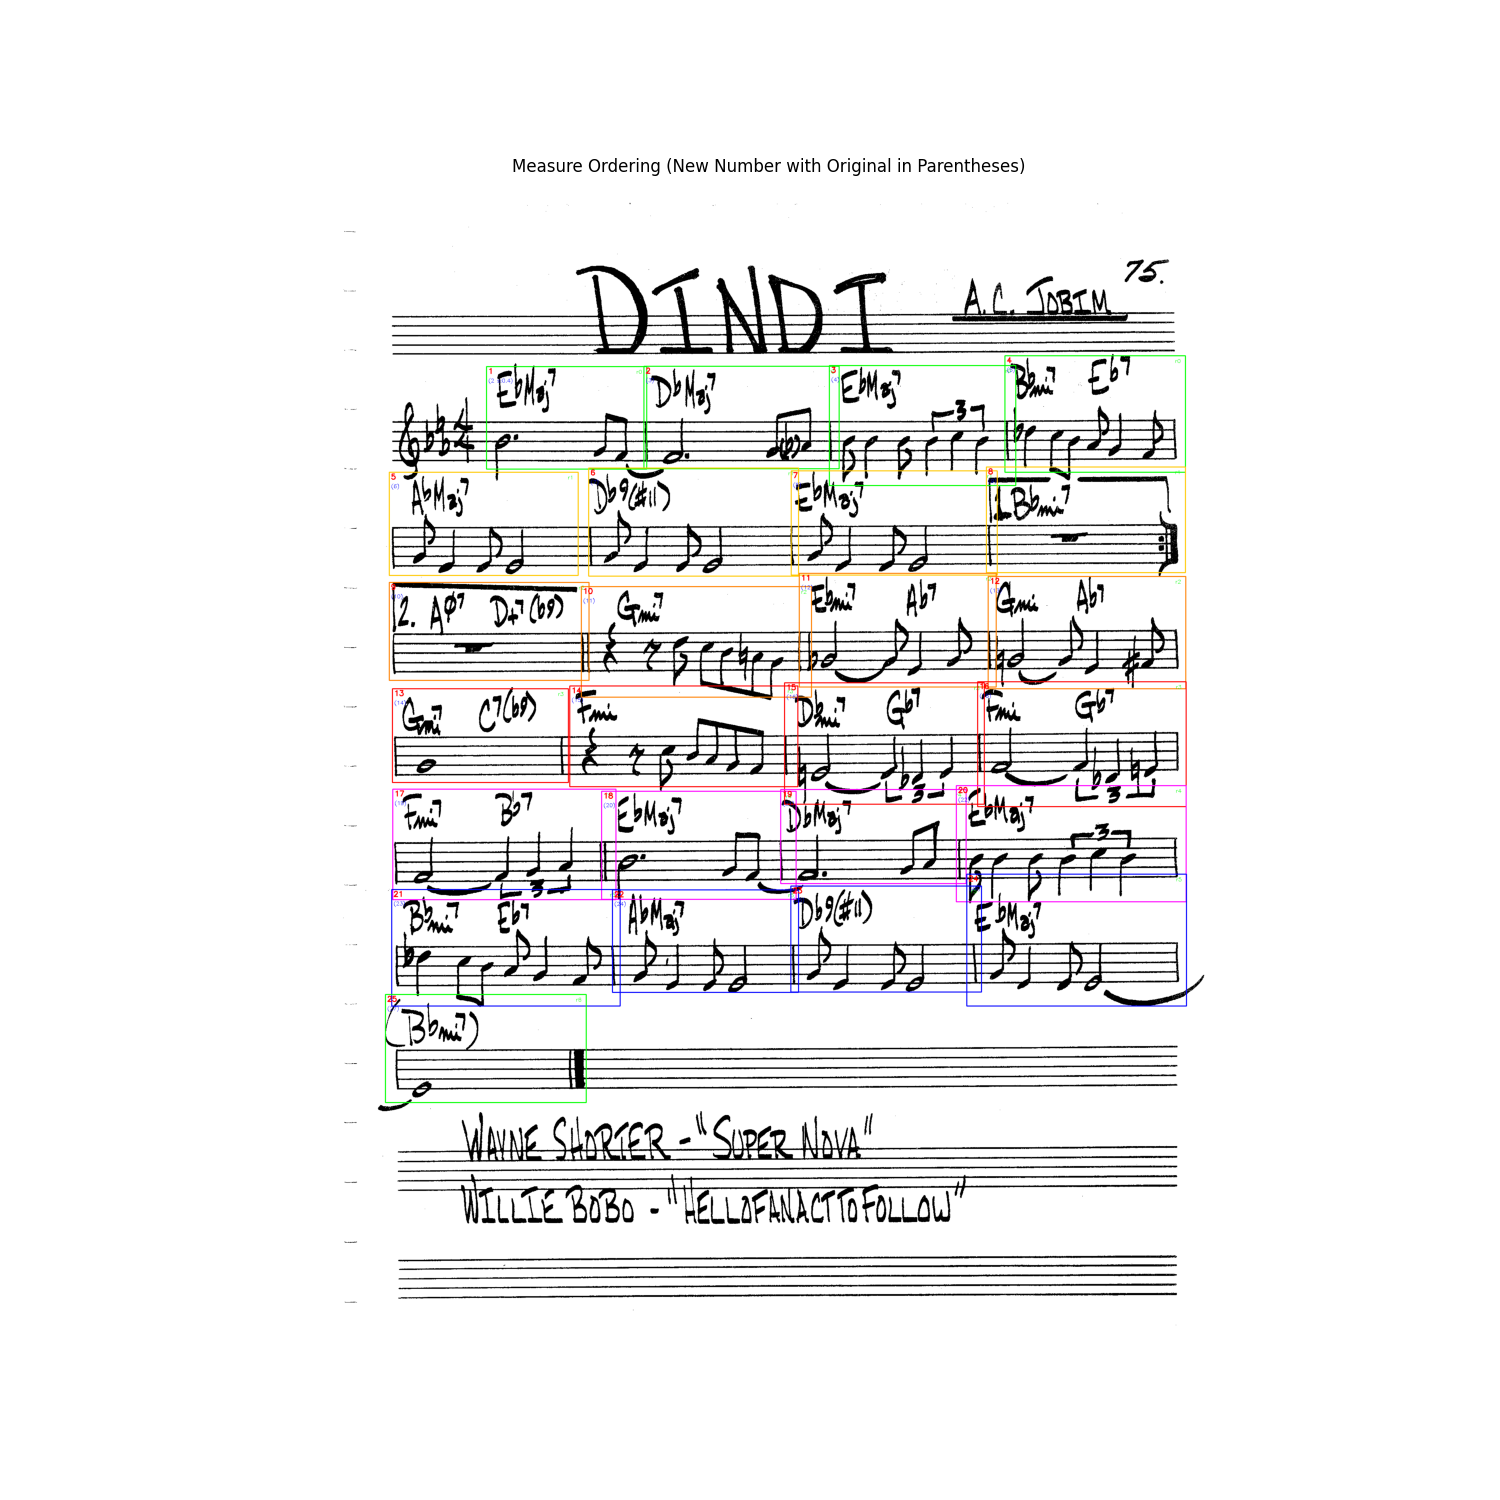 Measure Ordering (New Number with Original in Parentheses)
75.
DINDI
A.C. JOBIM
1 2 3 4
EbMaj7 DbMaj7 EbMaj7 Bbmi7 Eb7
3
5 6 7 8
AbMaj7 Db9(#11) EbMaj7 1. Bbmi7
10 11 12
2. AØ7 D+7(b9) Gmi7 Ebmi7 Ab7 Gmi Ab7
13 14 15 16
Gmi7 C7(b9) Fmi Dbmi7 Gb7 Fmi Gb7
3 3
17 18 19 20
Fmi7 Bb7 EbMaj7 DbMaj7 EbMaj7
3 3
21
Bbmi7 Eb7 AbMaj7 Db9(#11) EbMaj7
25
(Bbmi7)
WAYNE SHORTER - "SUPER NOVA"
WILLIE BOBO - "HELLOFANACTTOFOLLOW"